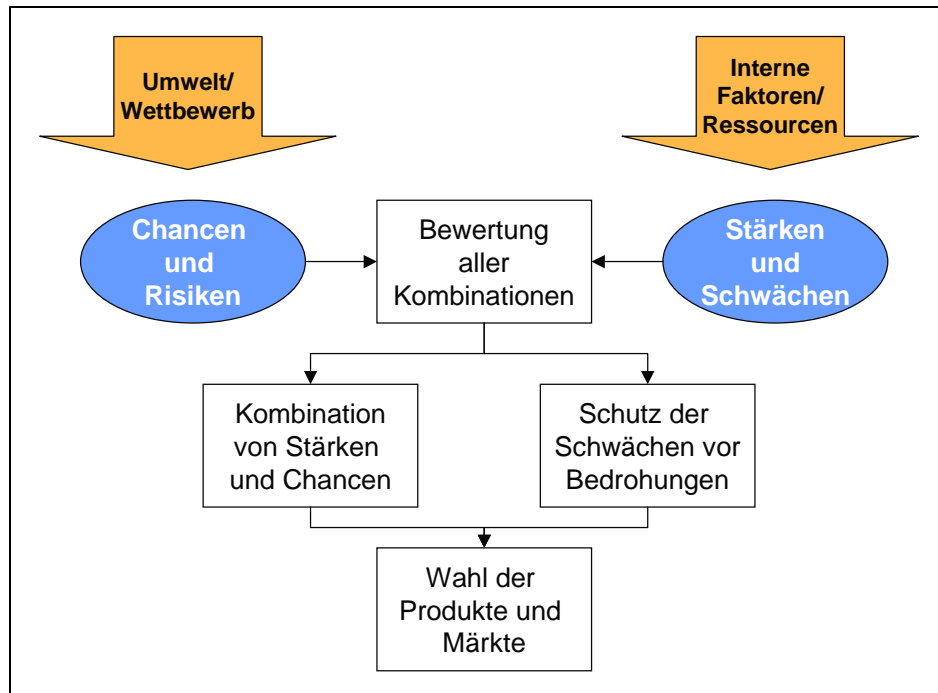 Umwelt/
Wettbewerb
Interne
Faktoren/
Ressourcen
Chancen
und
Risiken
Bewertung
aller
Kombinationen
Stärken
und
Schwächen
Kombination
von Stärken
und Chancen
Schutz der
Schwächen vor
Bedrohungen
Wahl der
Produkte und
Märkte